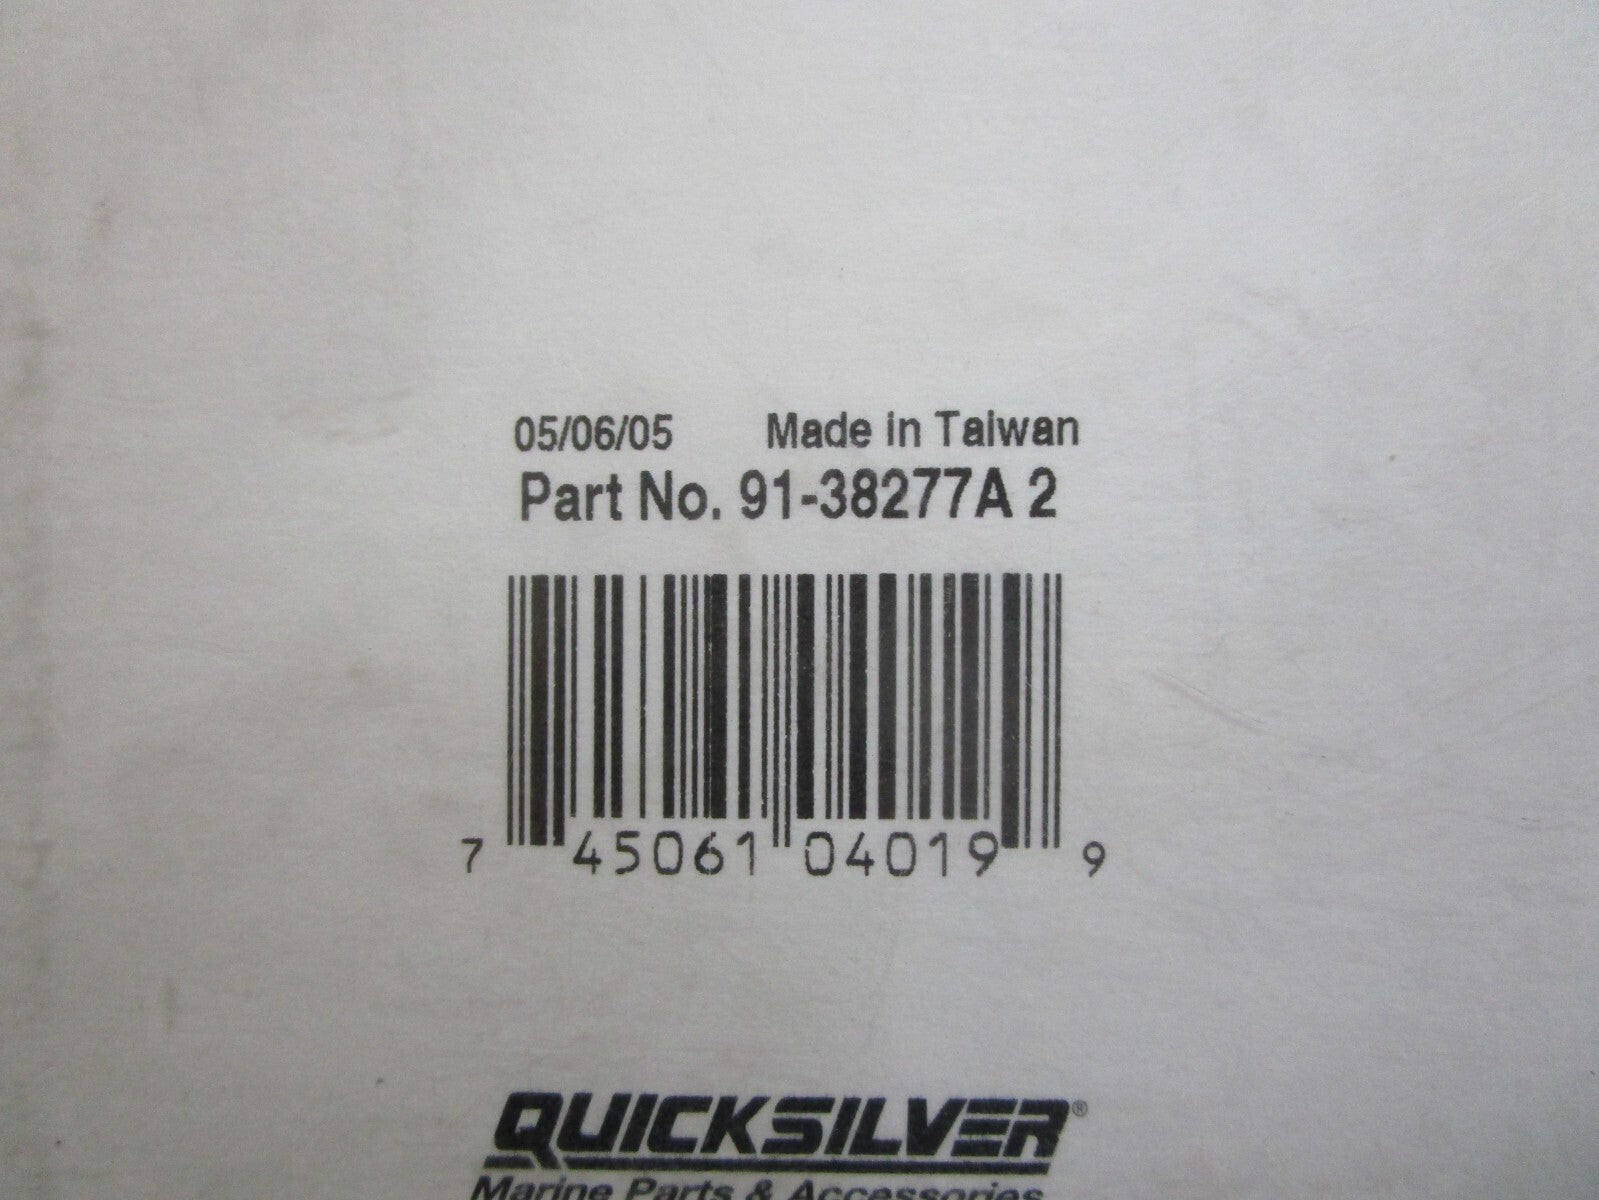 05/06/05 Made in Taiwan
Part No. 91-38277A 2
7 45061 04019 9
QUICKSILVER®
Marine Parts & Accessories